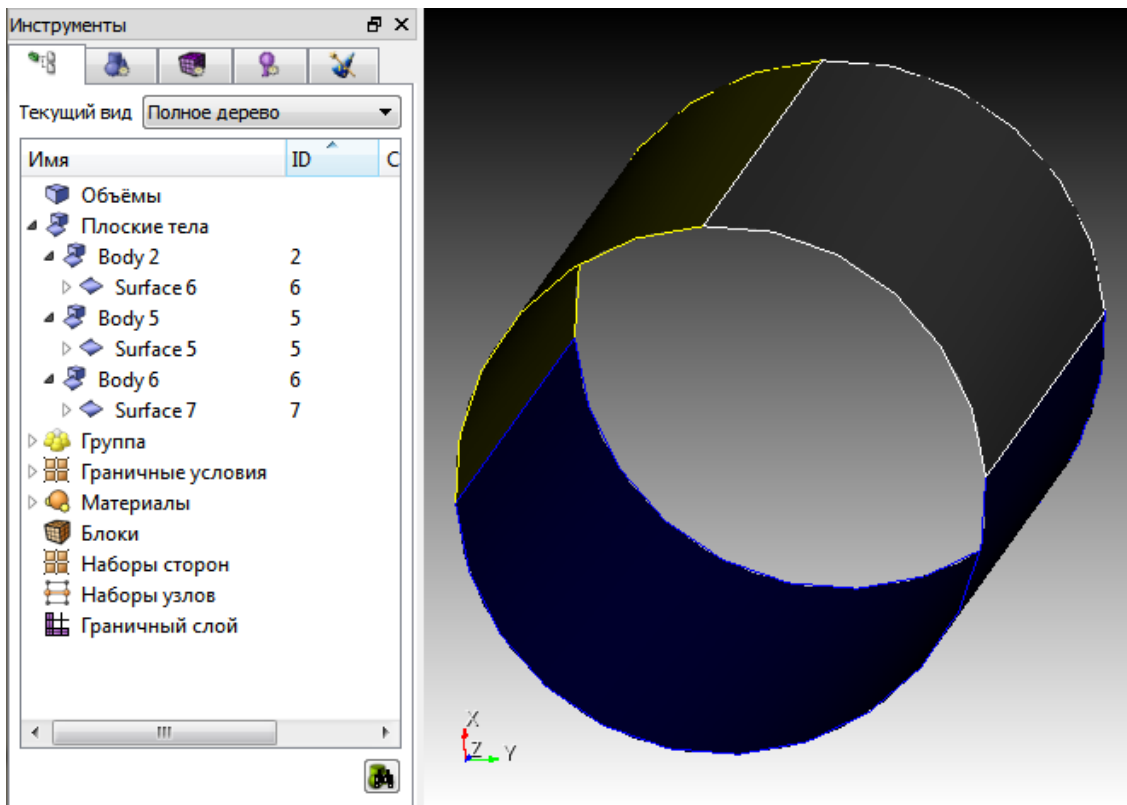 Инструменты
Текущий вид Полное дерево
Имя ID С
Объёмы
Плоские тела
Body 2 2
Surface 6 6
Body 5 5
Surface 5 5
Body 6 6
Surface 7 7
Группа
Граничные условия
Материалы
Блоки
Наборы сторон
Наборы узлов
Граничный слой
X
Z Y